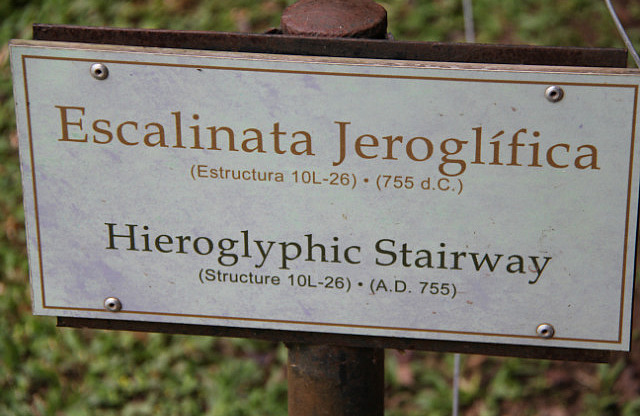 Escalinata Jeroglífica
(Estructura 10L-26) • (755 d.C.)
Hieroglyphic Stairway
(Structure 10L-26) • (A.D. 755)